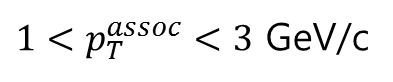 1 < p_T^{assoc} < 3 GeV/c